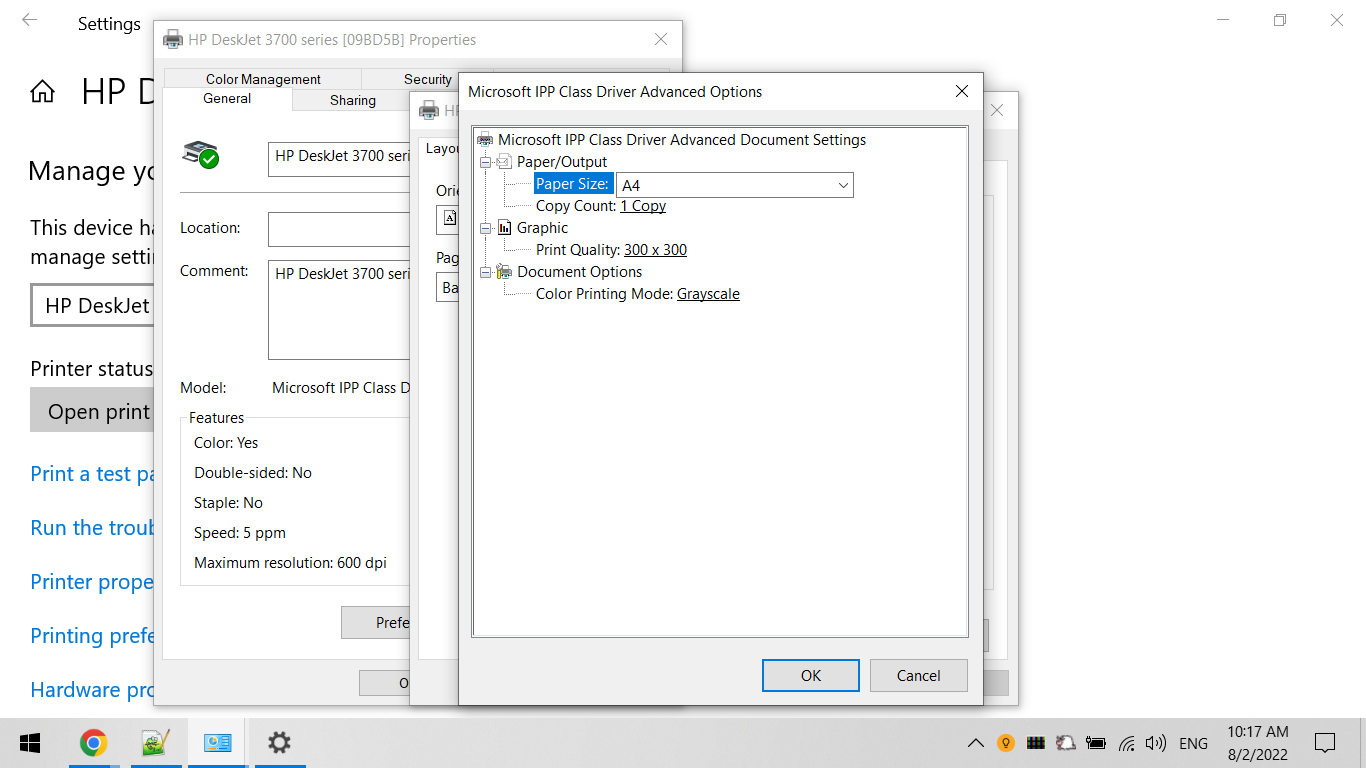 Settings
HP D
Manage yo
This device ha
manage setti
HP DeskJet
Printer status
Open print
Print a test pa
Run the troub
Printer prope
Printing prefe
Hardware pro
HP DeskJet 3700 series [09BD5B] Properties
Color Management
Security
General
Sharing
HP DeskJet 3700 seri
Location:
Comment:
HP DeskJet 3700 seri
Model:
Microsoft IPP Class D
Features
Color: Yes
Double-sided: No
Staple: No
Speed: 5 ppm
Maximum resolution: 600 dpi
Prefe
O
HP
Layou
Orie
A
Pag
Ba
Microsoft IPP Class Driver Advanced Options
Microsoft IPP Class Driver Advanced Document Settings
Paper/Output
Paper Size: A4
Copy Count: 1 Copy
Graphic
Print Quality: 300 x 300
Document Options
Color Printing Mode: Grayscale
OK
Cancel
ENG
10:17 AM
8/2/2022